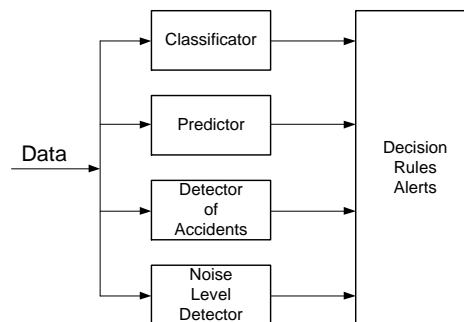 Classificator
Predictor
Data
Detector
of
Accidents
Noise
Level
Detector
Decision
Rules
Alerts